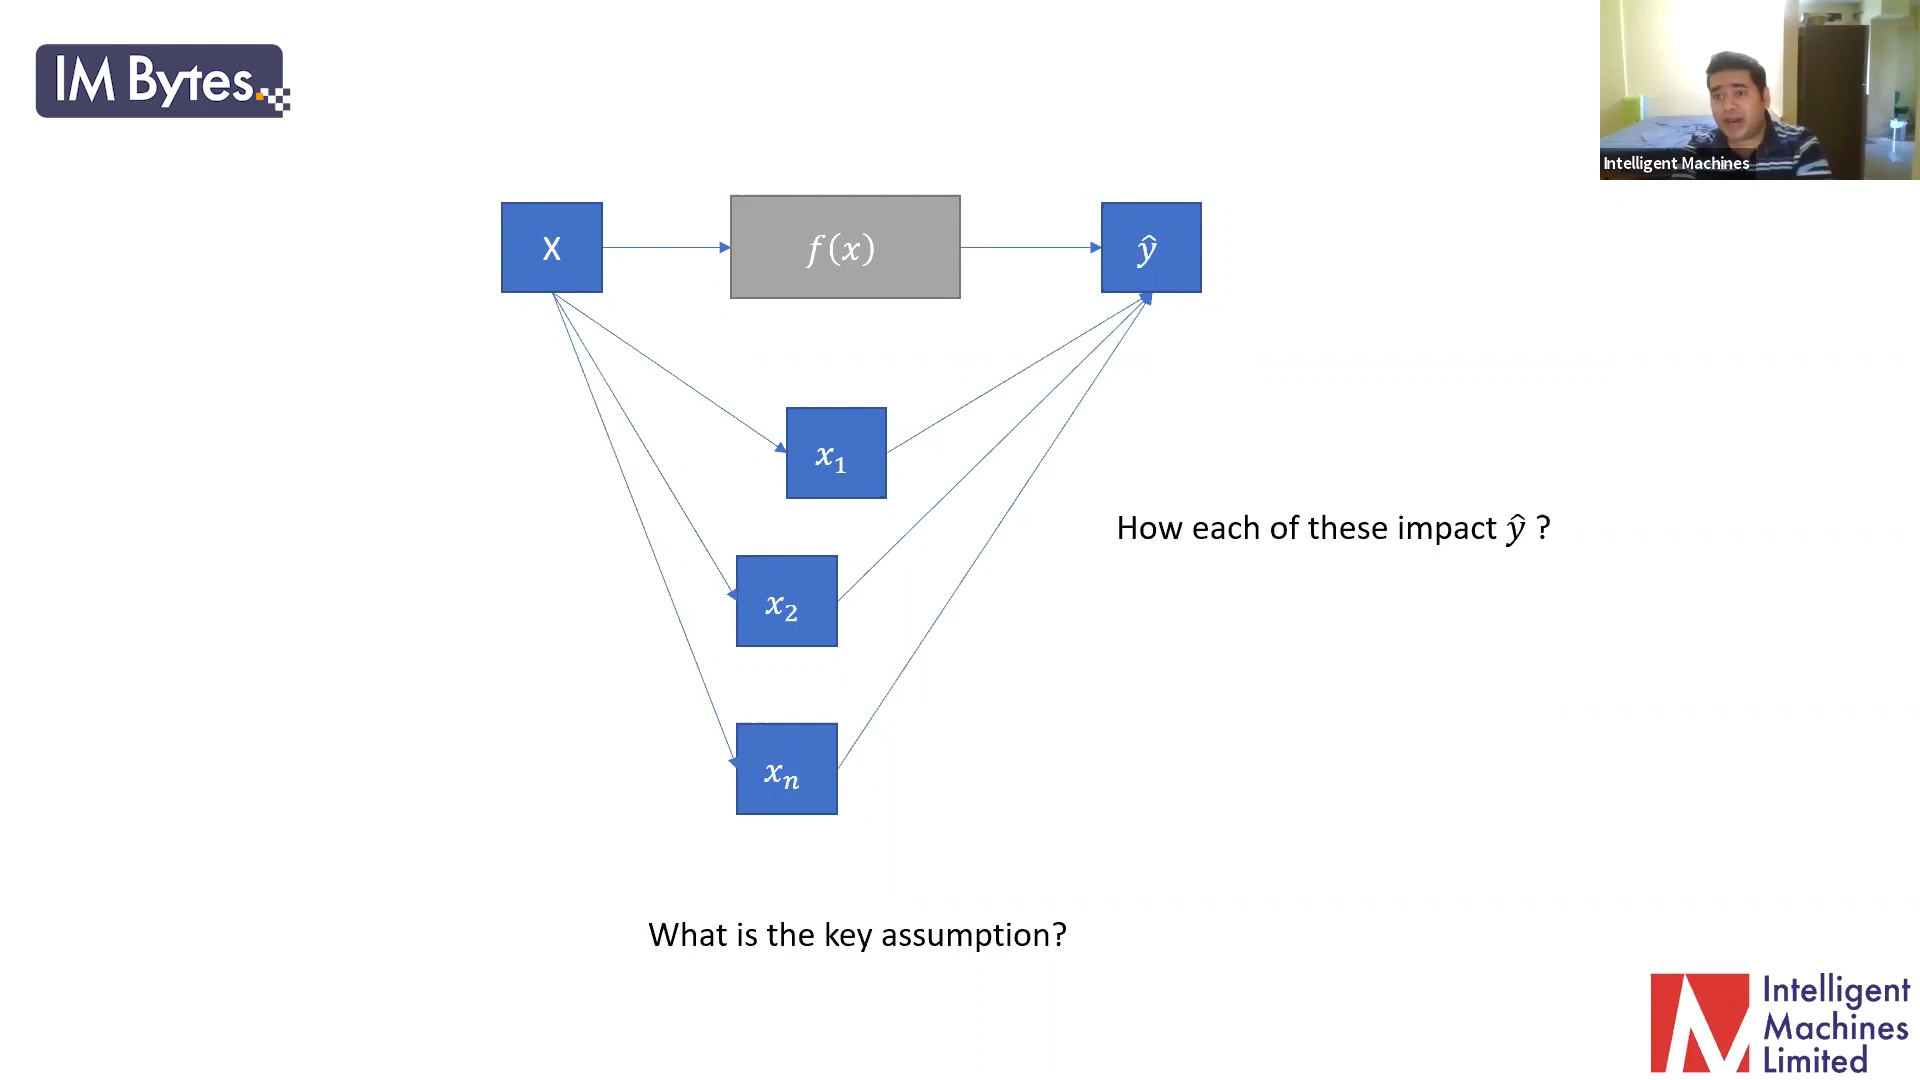 IM Bytes.
Intelligent Machines
X
f(x)
ŷ
x₁
How each of these impact ŷ ?
x₂
xₙ
What is the key assumption?
Intelligent
Machines
Limited